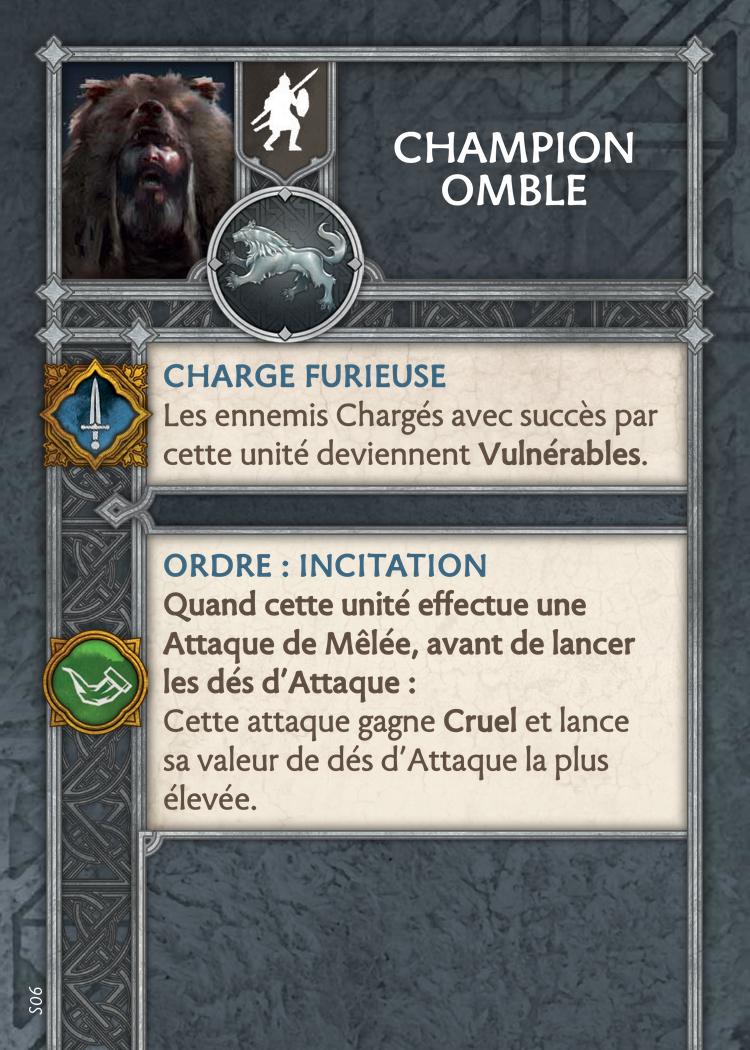 CHAMPION
OMBLE
CHARGE FURIEUSE
Les ennemis Chargés avec succès par
cette unité deviennent Vulnérables.
ORDRE : INCITATION
Quand cette unité effectue une
Attaque de Mêlée, avant de lancer
les dés d'Attaque :
Cette attaque gagne Cruel et lance
sa valeur de dés d'Attaque la plus
élevée.
S06